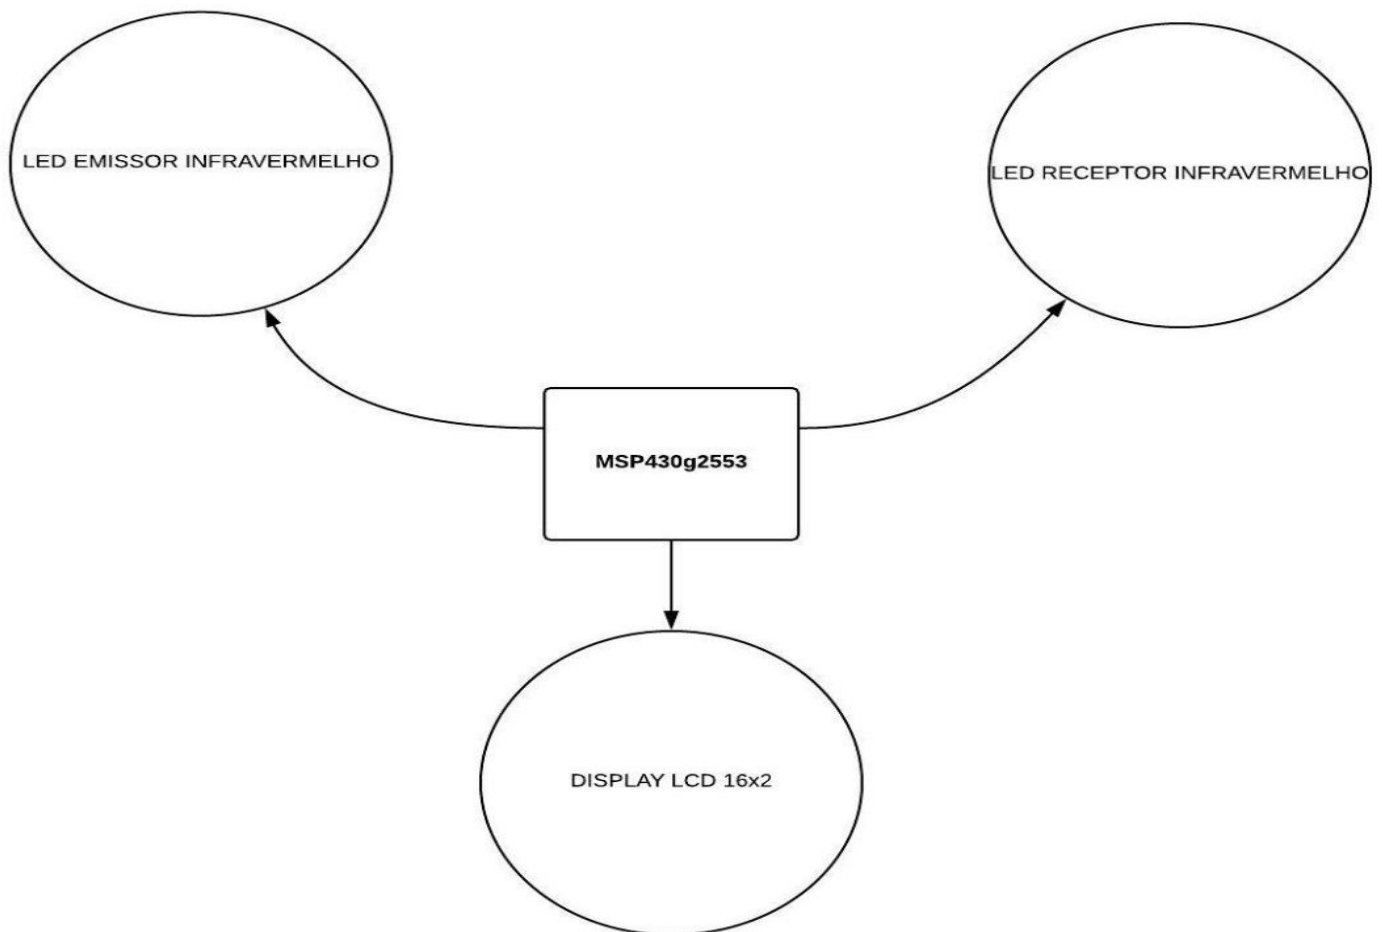 LED EMISSOR INFRAVERMELHO
LED RECEPTOR INFRAVERMELHO
MSP430g2553
DISPLAY LCD 16x2